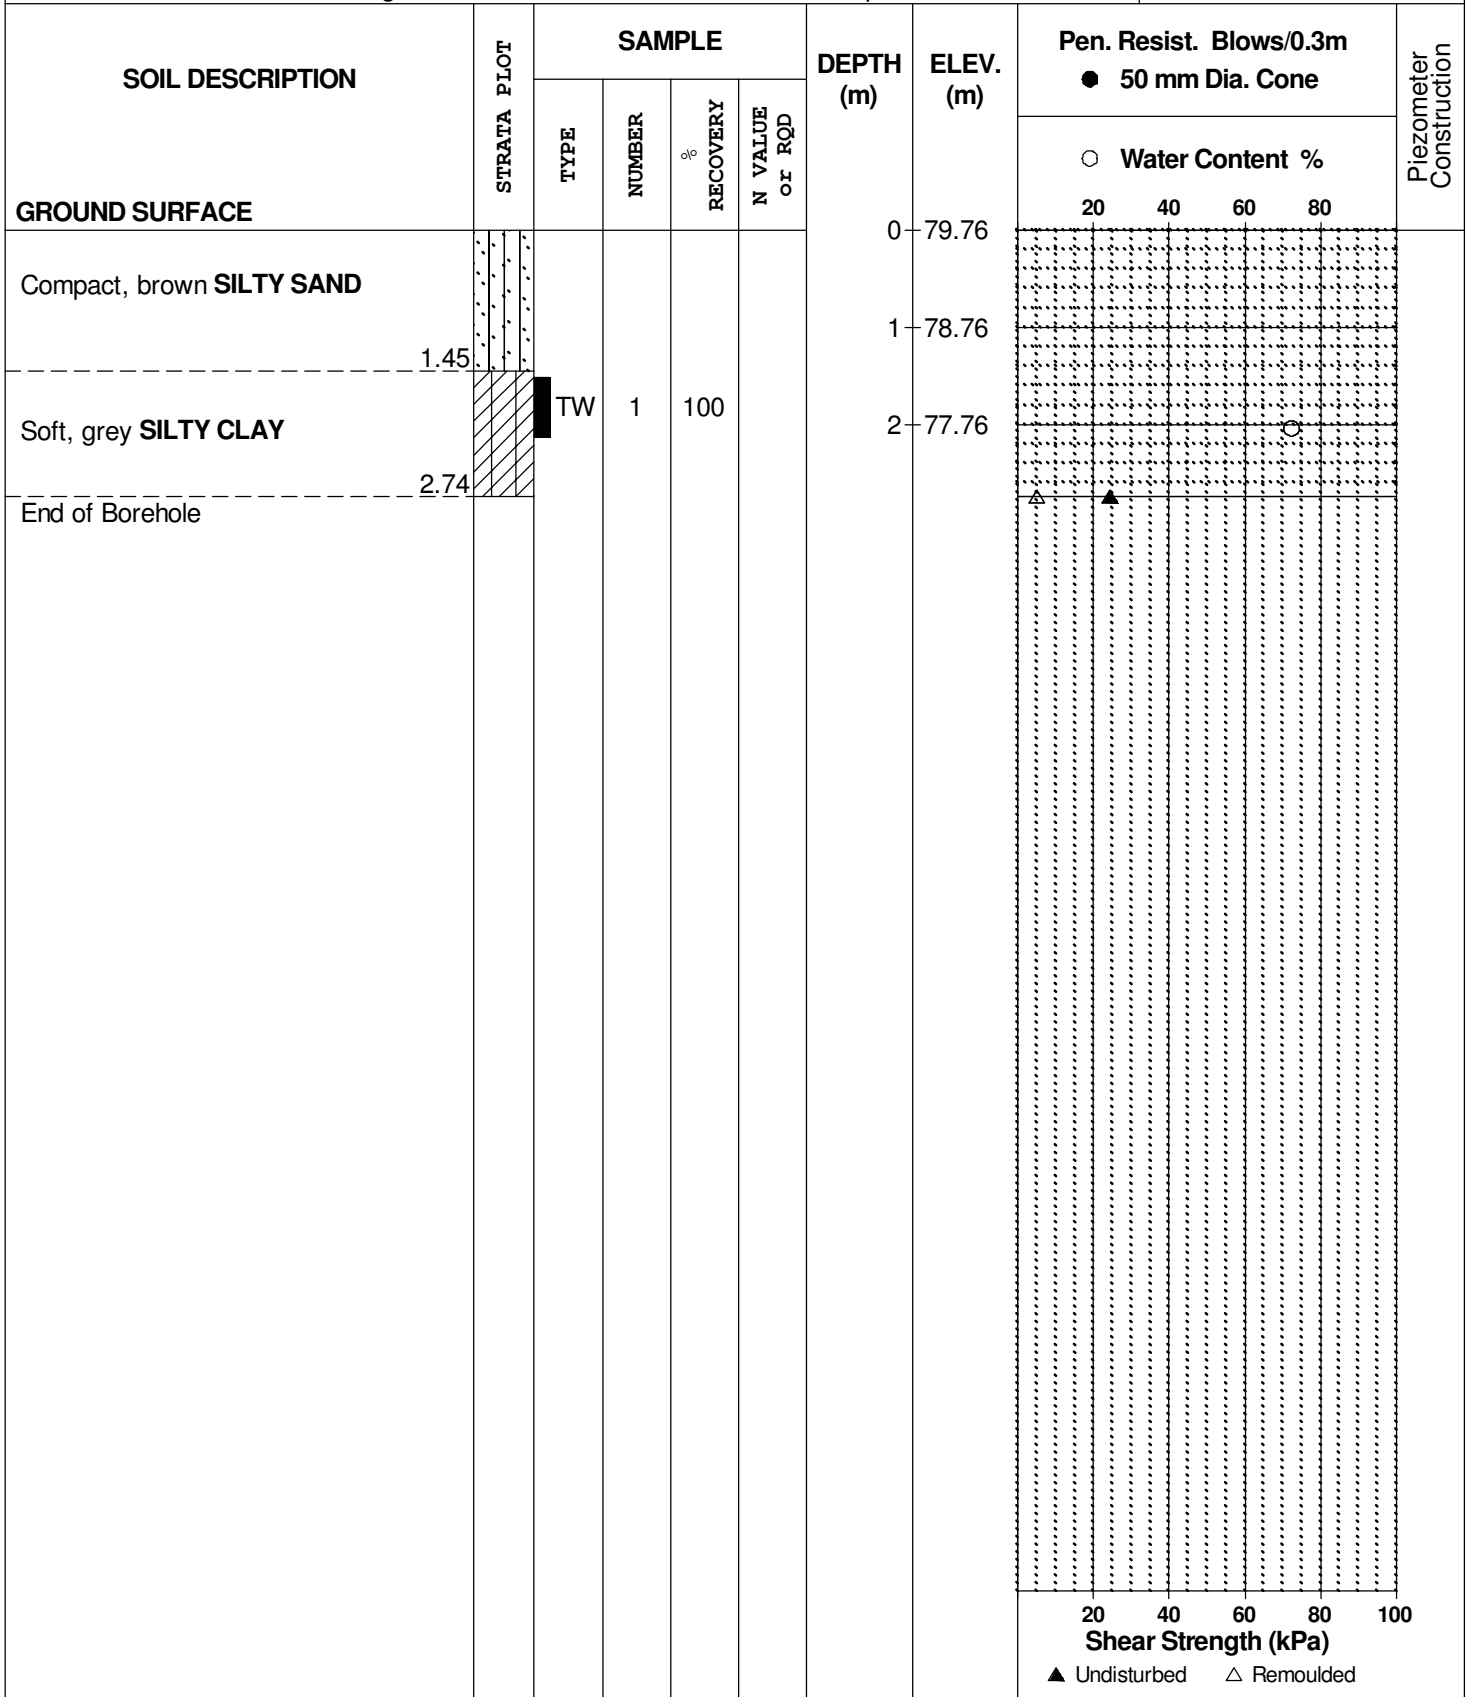 SOIL DESCRIPTION
STRATA PLOT
SAMPLE
TYPE
NUMBER
%
RECOVERY
N VALUE
or RQD
DEPTH
(m)
ELEV.
(m)
Pen. Resist. Blows/0.3m
● 50 mm Dia. Cone
○ Water Content %
Piezometer
Construction
20 40 60 80
GROUND SURFACE
0 79.76
Compact, brown SILTY SAND
1 78.76
1.45
TW 1 100
2 77.76
Soft, grey SILTY CLAY
2.74
End of Borehole
20 40 60 80 100
Shear Strength (kPa)
▲ Undisturbed △ Remoulded